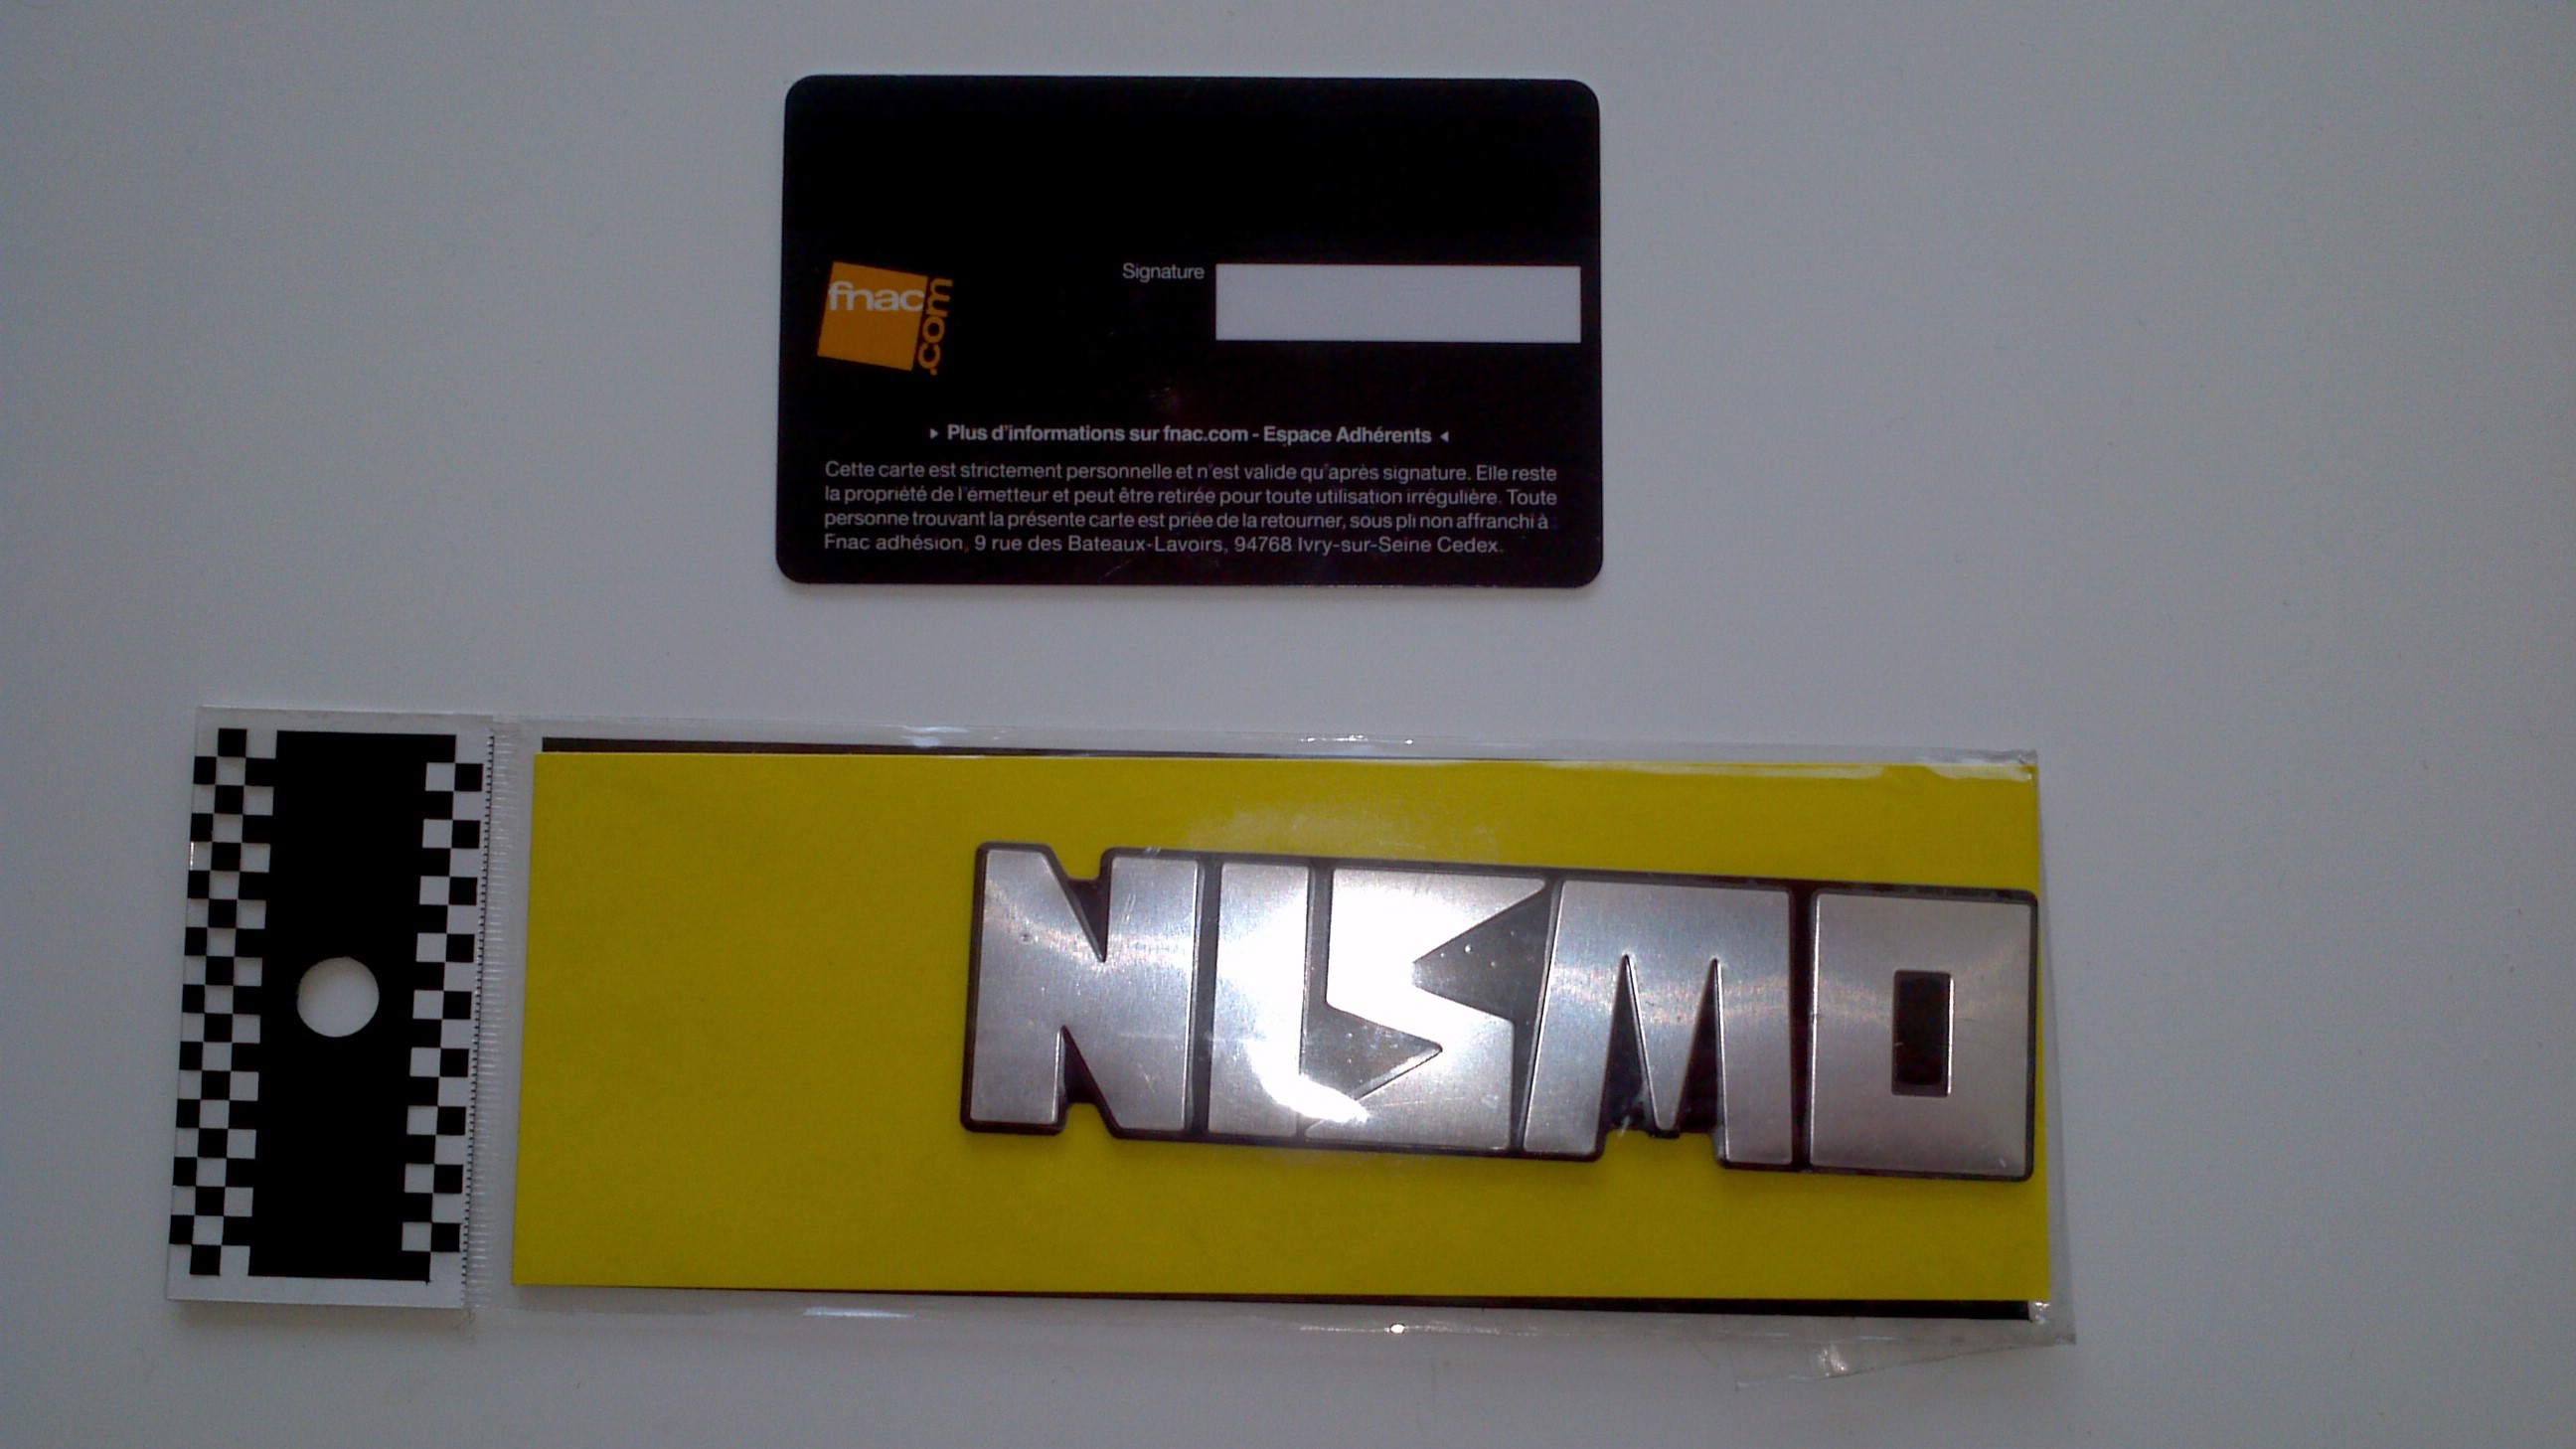 fnac
.com
Signature
▸ Plus d'informations sur fnac.com - Espace Adhérents ◂
Cette carte est strictement personnelle et n'est valide qu'après signature. Elle reste
la propriété de l'émetteur et peut être retirée pour toute utilisation irrégulière. Toute
personne trouvant la présente carte est priée de la retourner, sous pli non affranchi à :
Fnac adhésion, 9 rue des Bateaux-Lavoirs, 94768 Ivry-sur-Seine Cedex.
NISMO